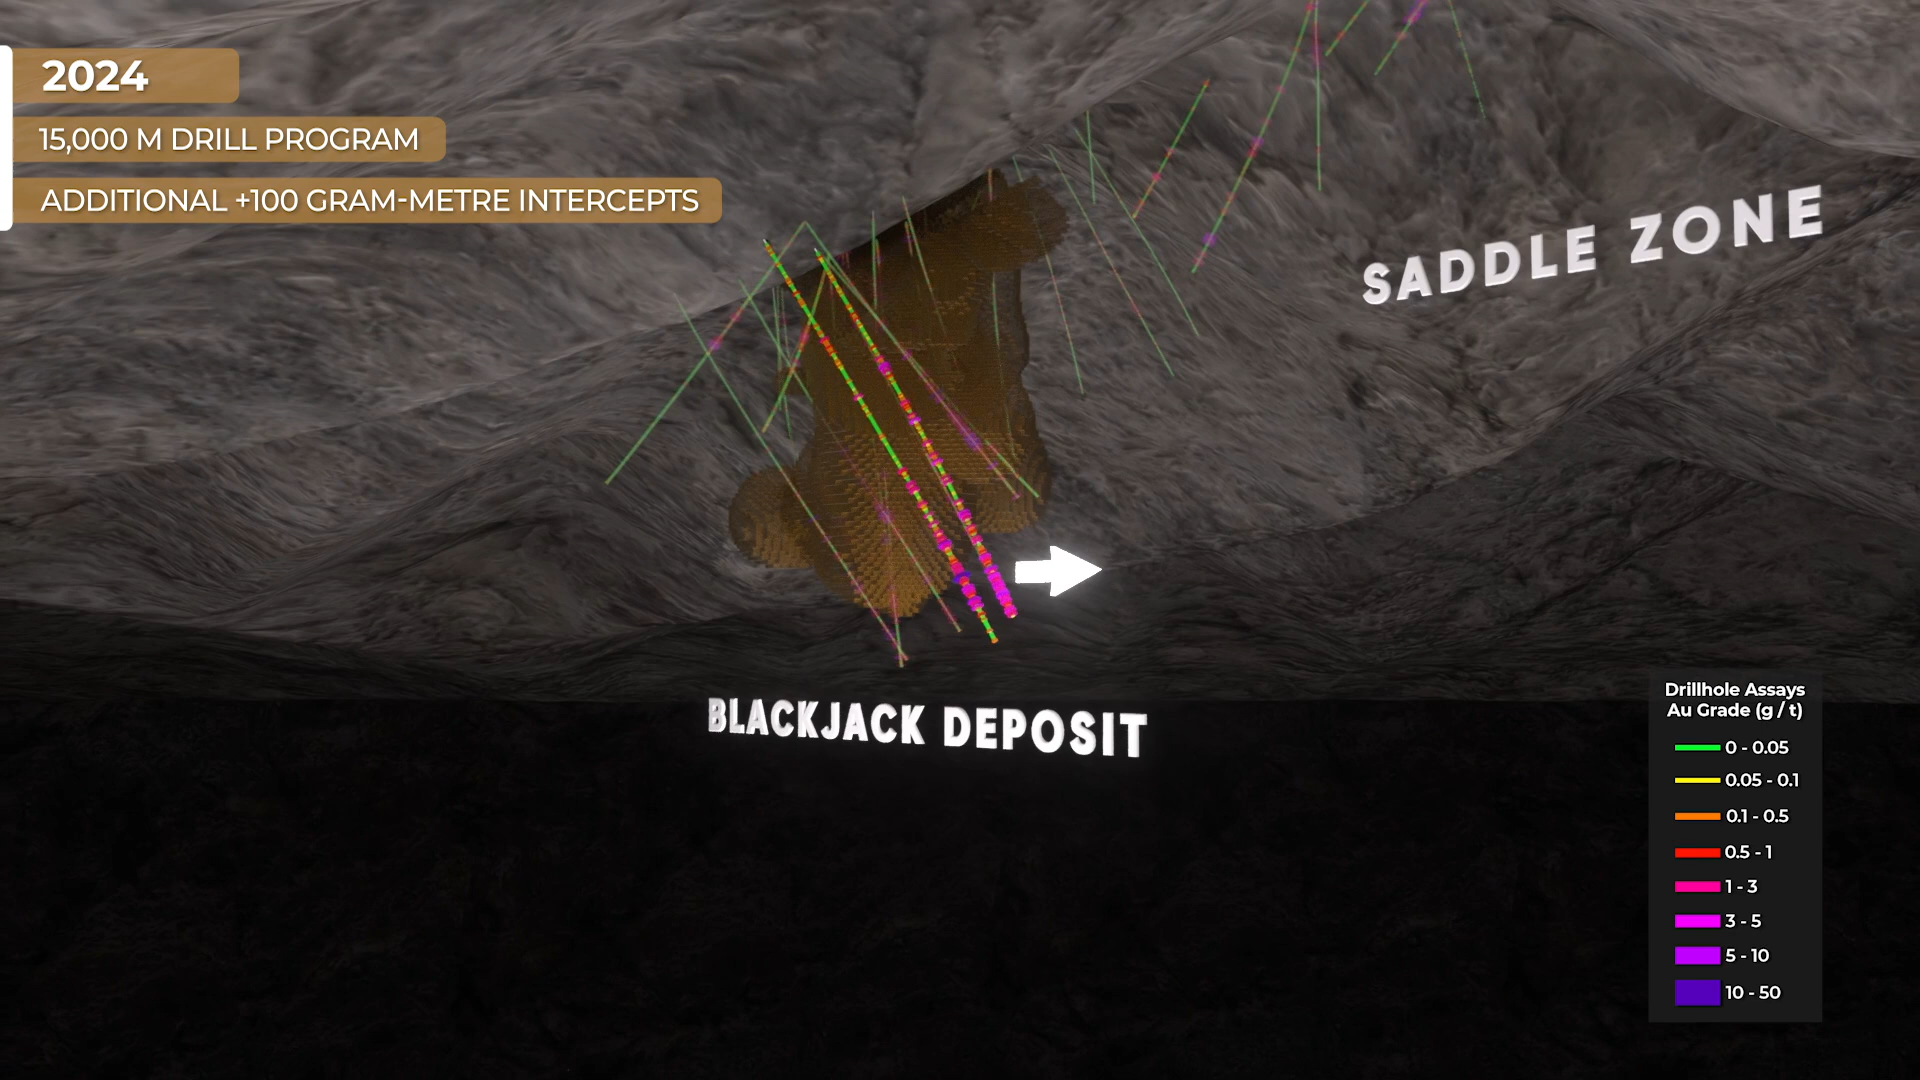 2024
15,000 M DRILL PROGRAM
ADDITIONAL +100 GRAM-METRE INTERCEPTS
SADDLE ZONE
BLACKJACK DEPOSIT
Drillhole Assays
Au Grade (g / t)
0 - 0.05
0.05 - 0.1
0.1 - 0.5
0.5 - 1
1 - 3
3 - 5
5 - 10
10 - 50